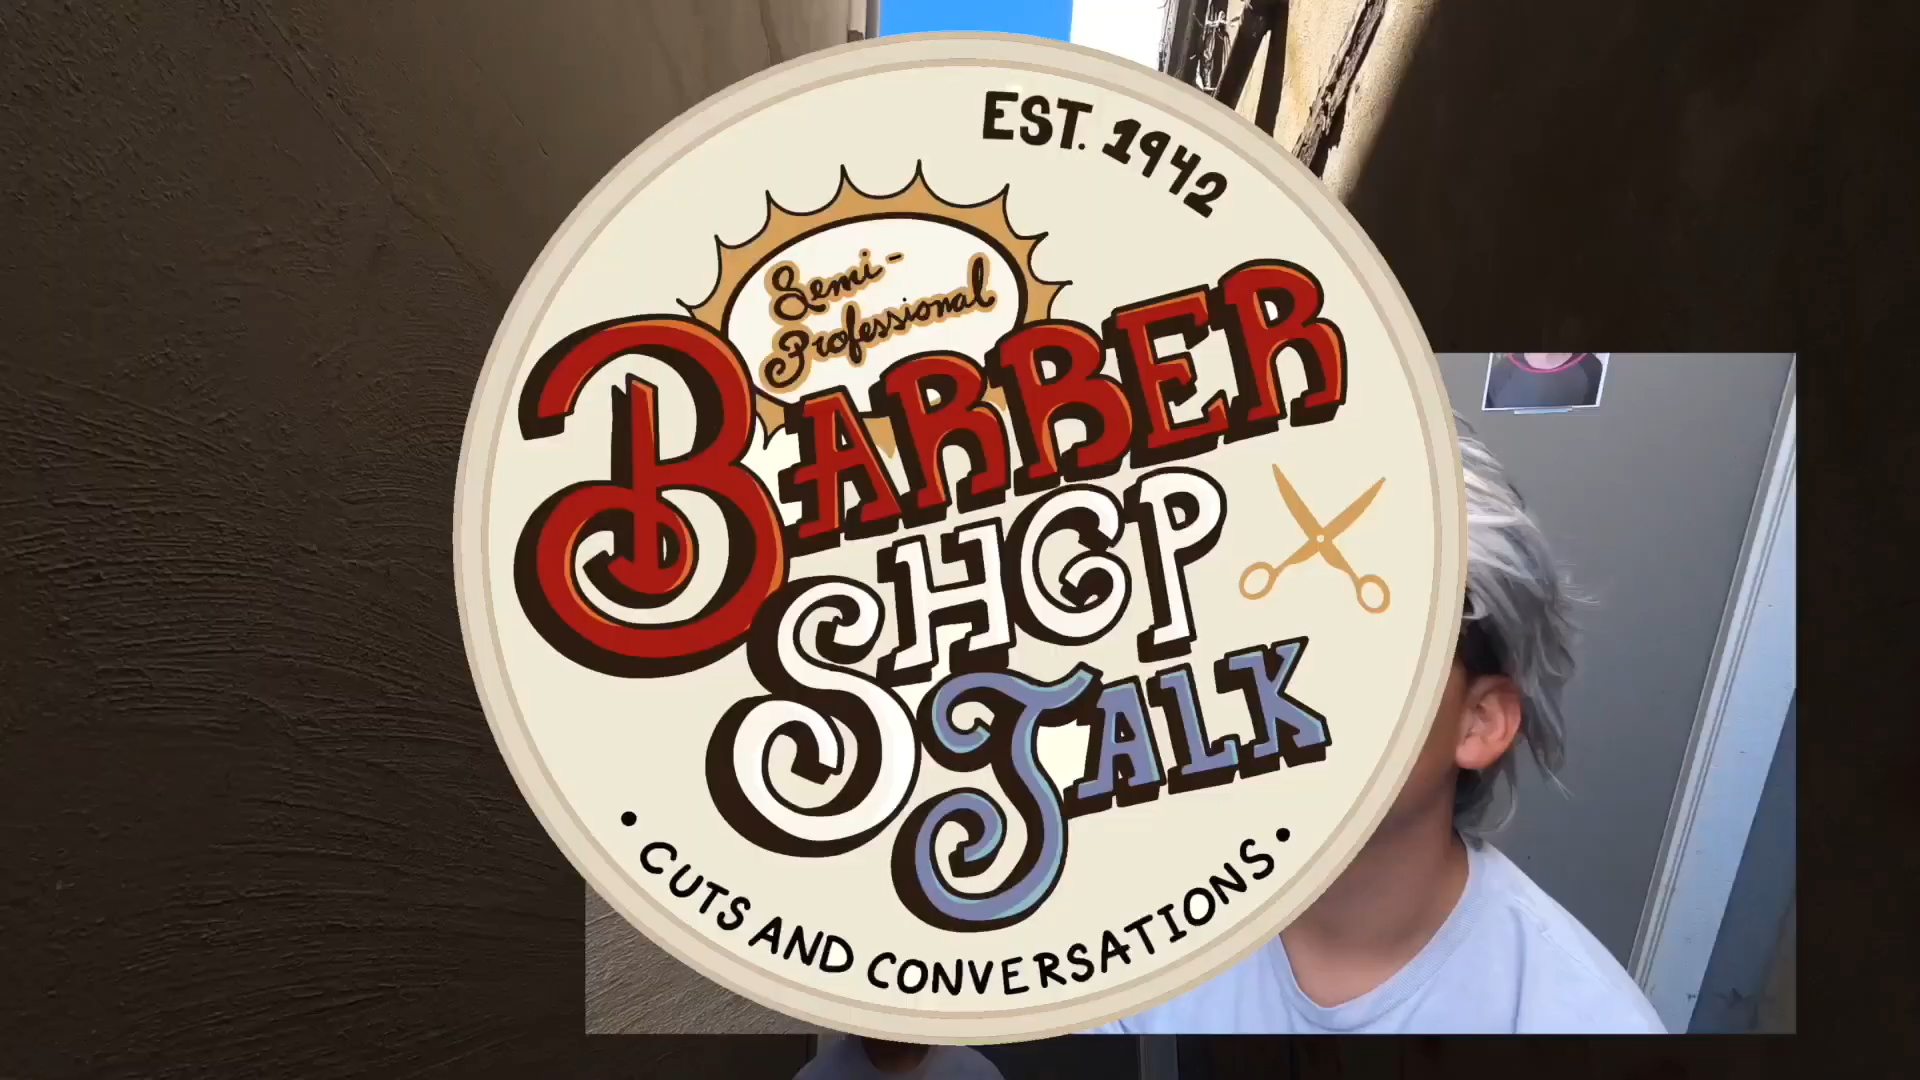 EST. 1942
Semi-
Professional
BARBER
SHOP
TALK
• CUTS AND CONVERSATIONS •